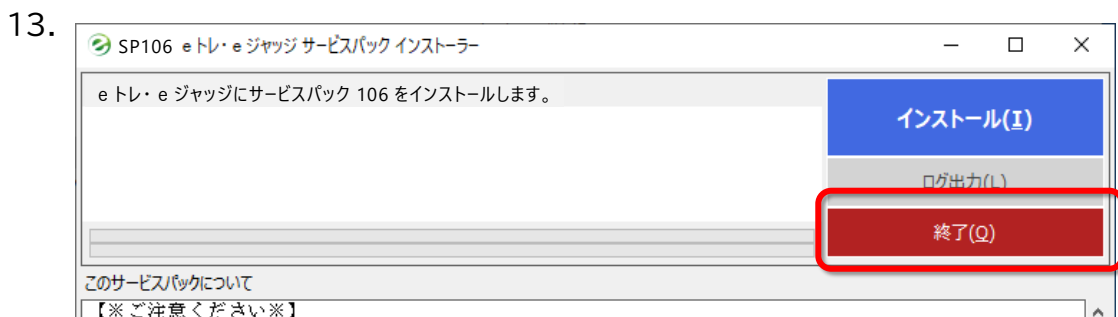 13.
SP106 eトレ・eジャッジ サービスパック インストーラー
eトレ・eジャッジにサービスパック 106 をインストールします。
インストール(I)
ログ出力(L)
終了(Q)
このサービスパックについて
【※ご注意ください※】